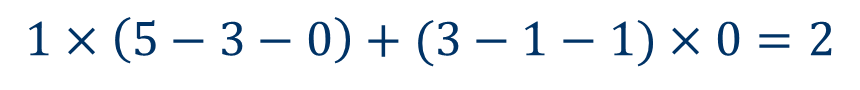 1 × (5 − 3 − 0) + (3 − 1 − 1) × 0 = 2